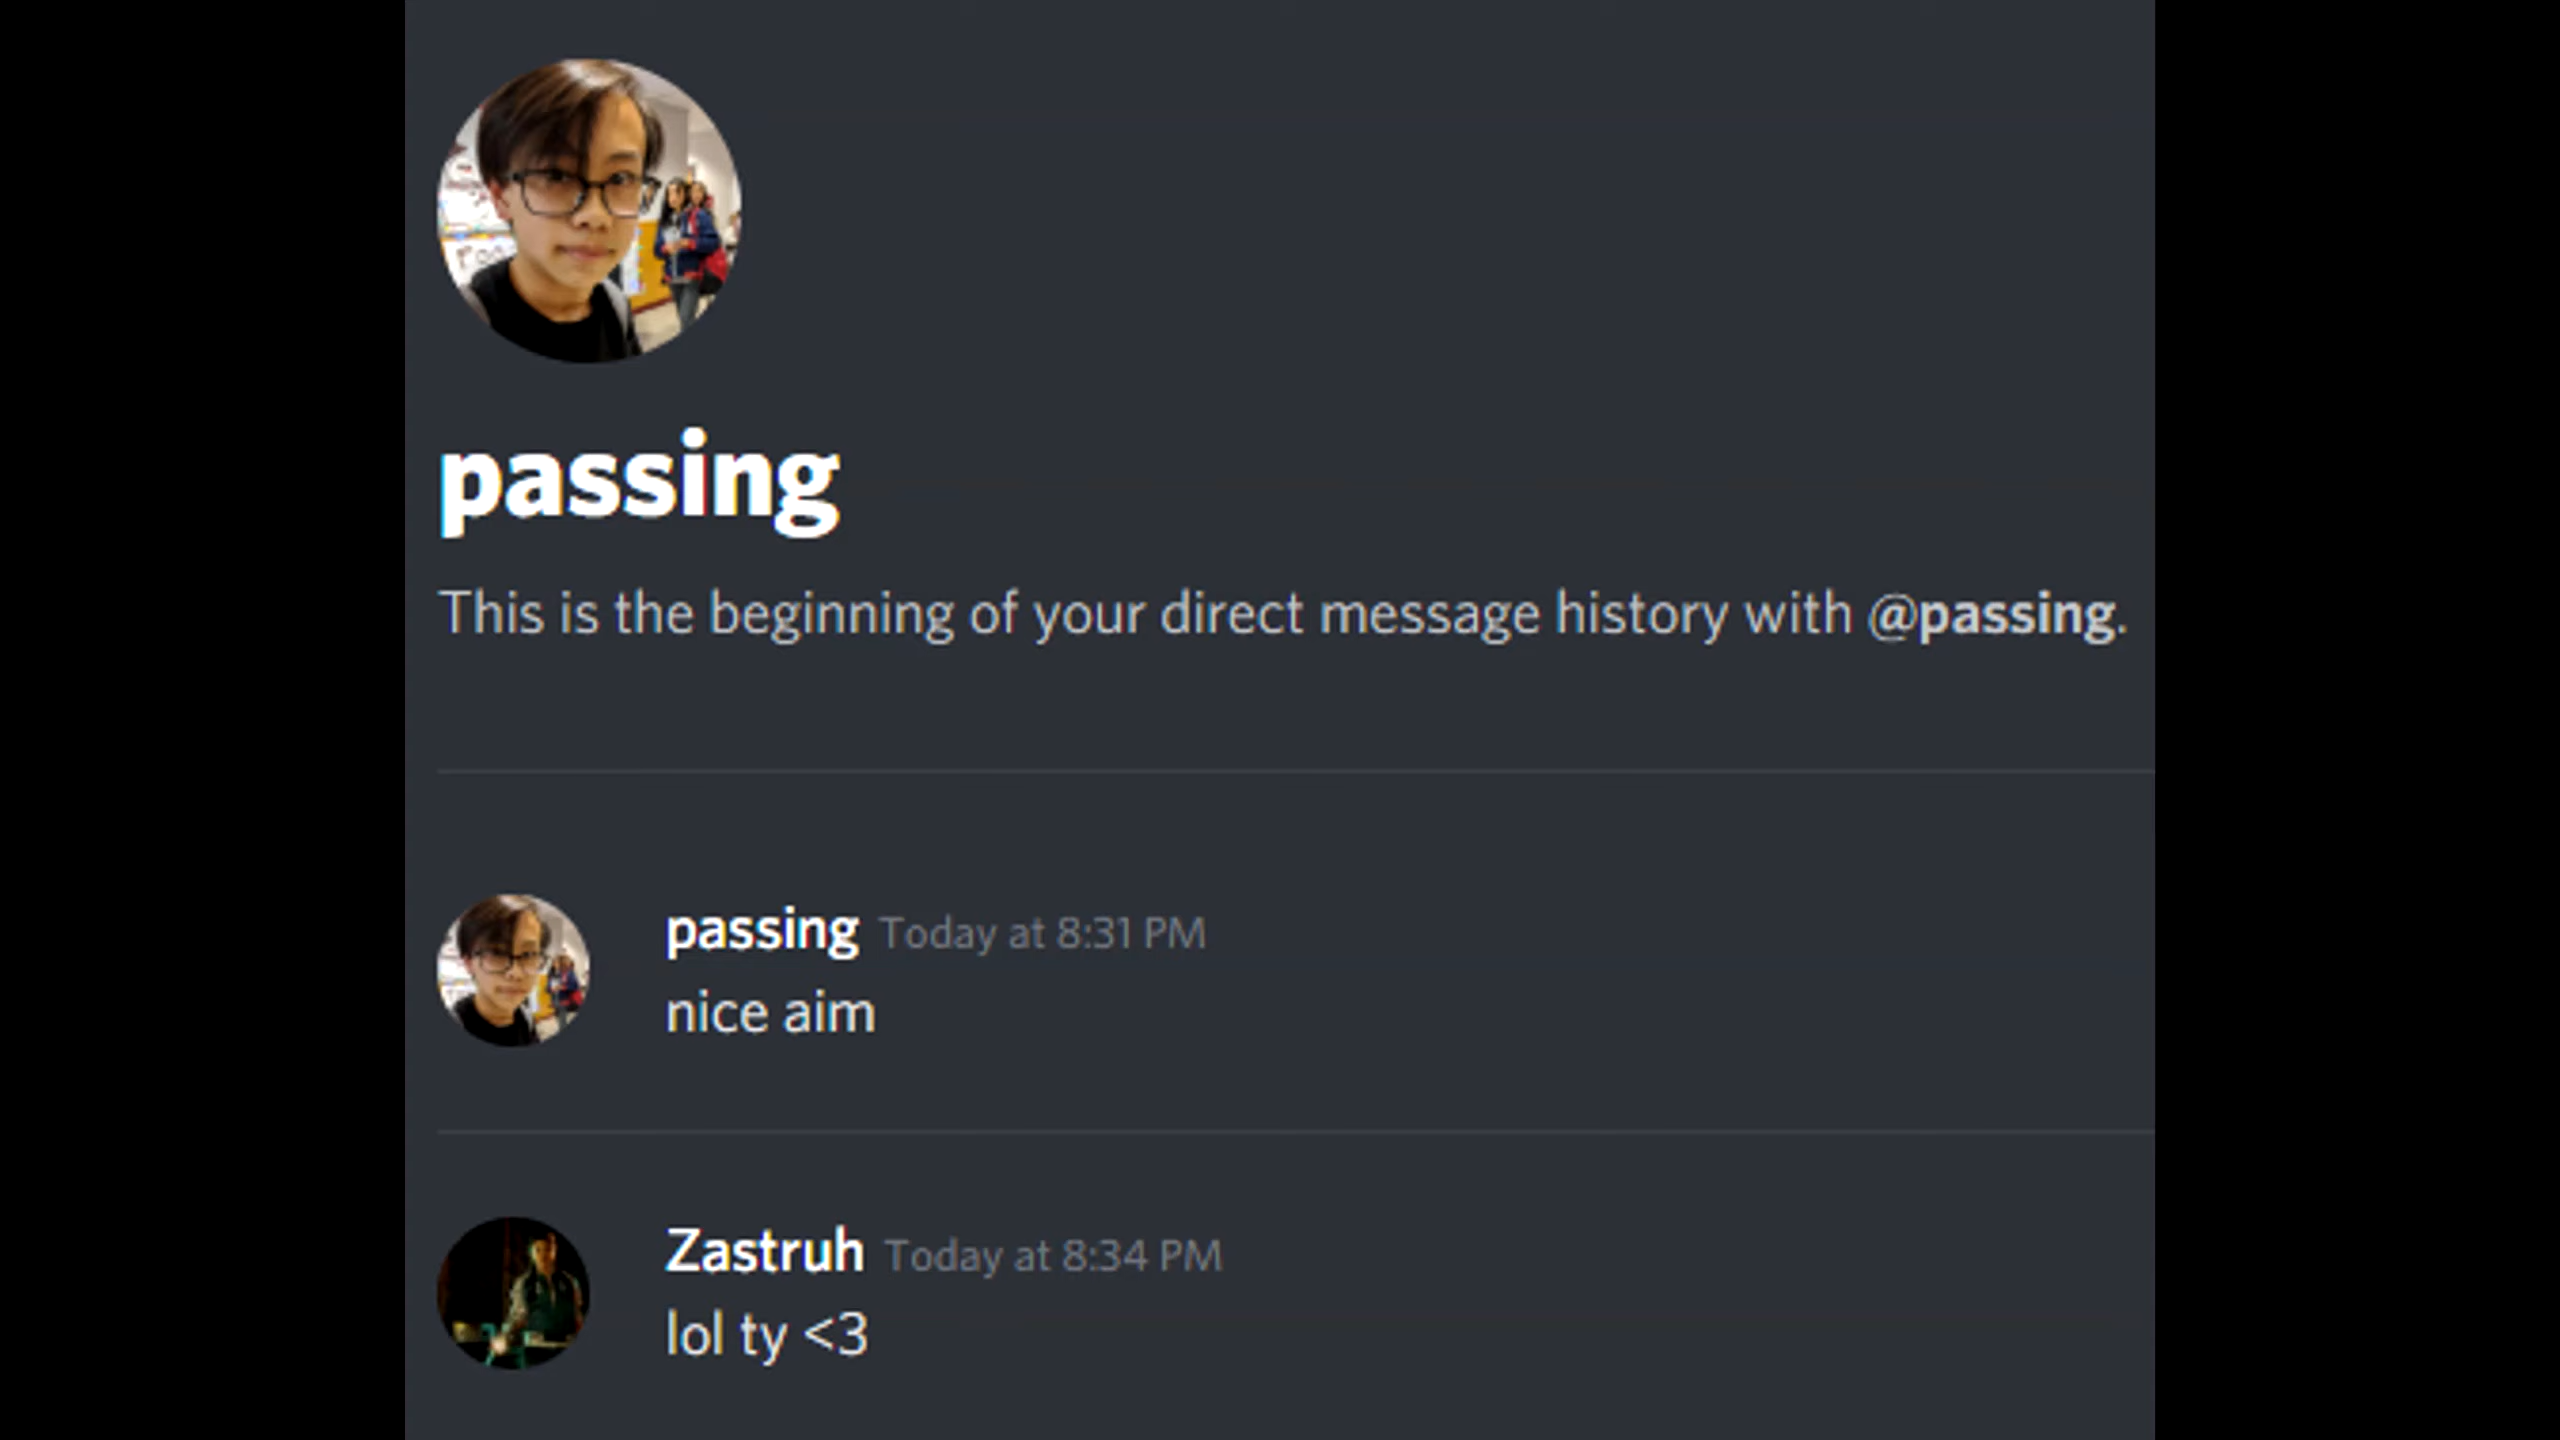 passing
This is the beginning of your direct message history with @passing.
passing Today at 8:31 PM
nice aim
Zastruh Today at 8:34 PM
lol ty <3